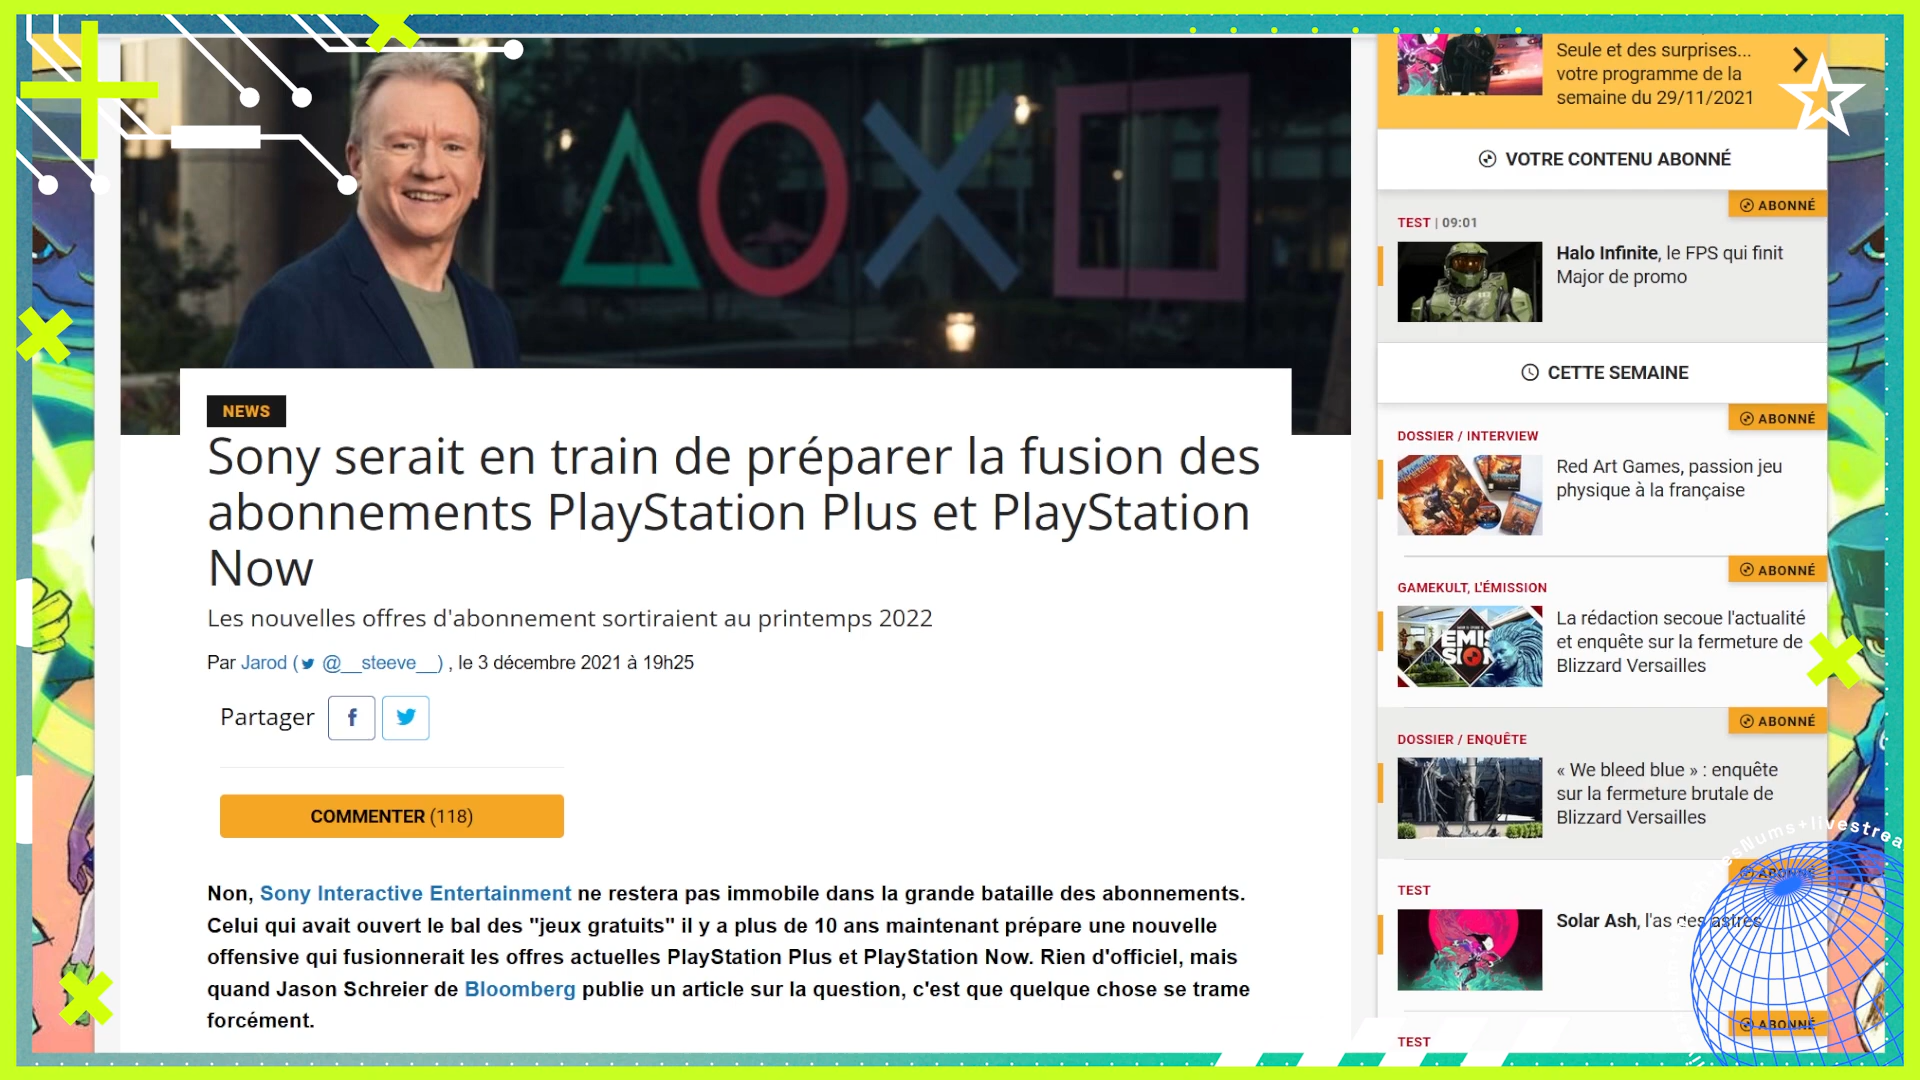 NEWS
Sony serait en train de préparer la fusion des
abonnements PlayStation Plus et PlayStation
Now
Les nouvelles offres d'abonnement sortiraient au printemps 2022
Par Jarod ( @__steeve__) , le 3 décembre 2021 à 19h25
Partager
COMMENTER (118)
Non, Sony Interactive Entertainment ne restera pas immobile dans la grande bataille des abonnements.
Celui qui avait ouvert le bal des "jeux gratuits" il y a plus de 10 ans maintenant prépare une nouvelle
offensive qui fusionnerait les offres actuelles PlayStation Plus et PlayStation Now. Rien d'officiel, mais
quand Jason Schreier de Bloomberg publie un article sur la question, c'est que quelque chose se trame
forcément.
Seule et des surprises...
votre programme de la
semaine du 29/11/2021
VOTRE CONTENU ABONNÉ
ABONNÉ
TEST | 09:01
Halo Infinite, le FPS qui finit
Major de promo
CETTE SEMAINE
ABONNÉ
DOSSIER / INTERVIEW
Red Art Games, passion jeu
physique à la française
ABONNÉ
GAMEKULT, L'ÉMISSION
La rédaction secoue l'actualité
et enquête sur la fermeture de
Blizzard Versailles
ABONNÉ
DOSSIER / ENQUÊTE
« We bleed blue » : enquête
sur la fermeture brutale de
Blizzard Versailles
ABONNÉ
TEST
Solar Ash, l'as des astres
ABONNÉ
TEST